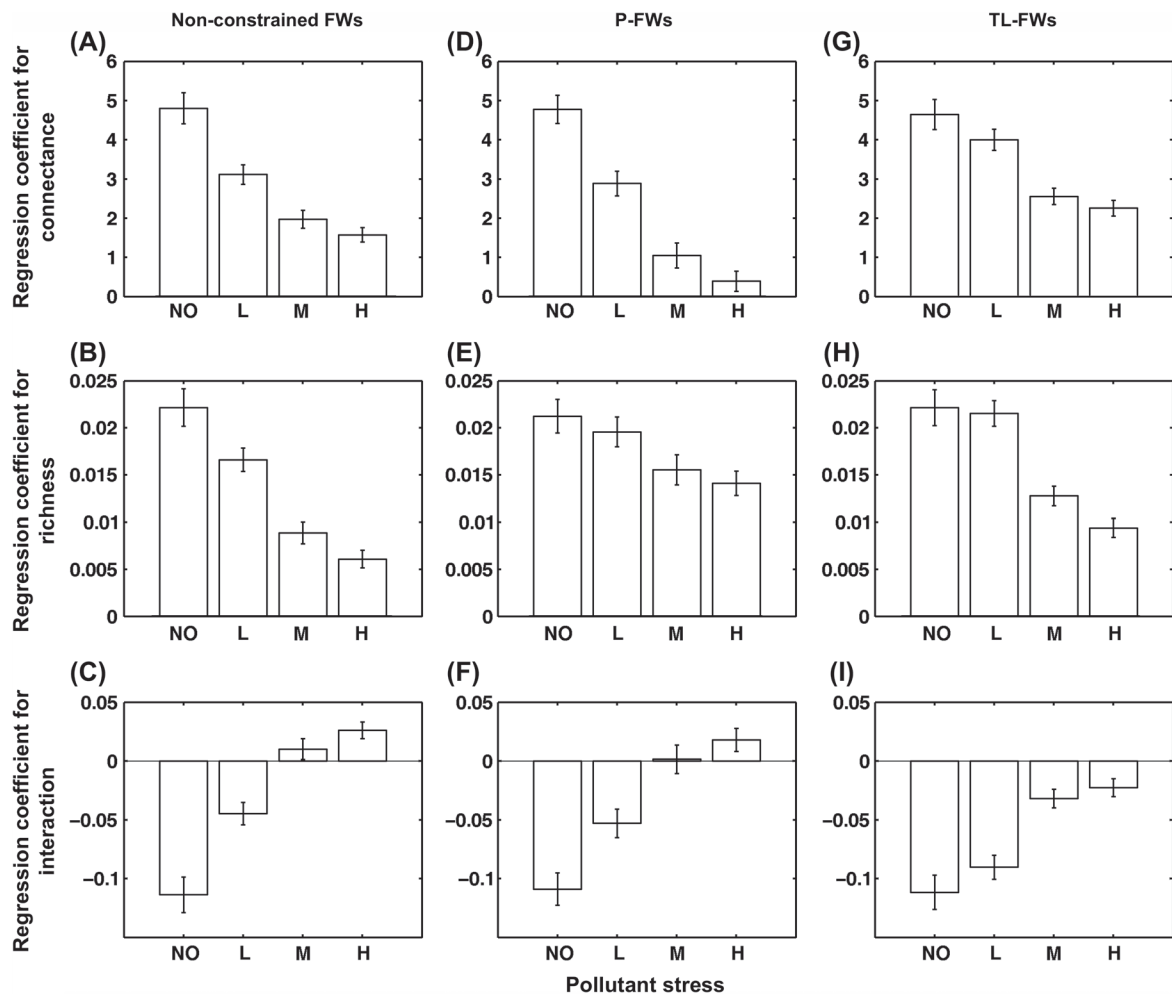 Non-constrained FWs
P-FWs
TL-FWs
(A)
(D)
(G)
Regression coefficient for
connectance
6
5
4
3
2
1
0
NO L M H
6
5
4
3
2
1
0
NO L M H
6
5
4
3
2
1
0
NO L M H
(B)
(E)
(H)
Regression coefficient for
richness
0.025
0.02
0.015
0.01
0.005
0
NO L M H
0.025
0.02
0.015
0.01
0.005
0
NO L M H
0.025
0.02
0.015
0.01
0.005
0
NO L M H
(C)
(F)
(I)
Regression coefficient for
interaction
0.05
0
−0.05
−0.1
NO L M H
0.05
0
−0.05
−0.1
NO L M H
0.05
0
−0.05
−0.1
NO L M H
Pollutant stress